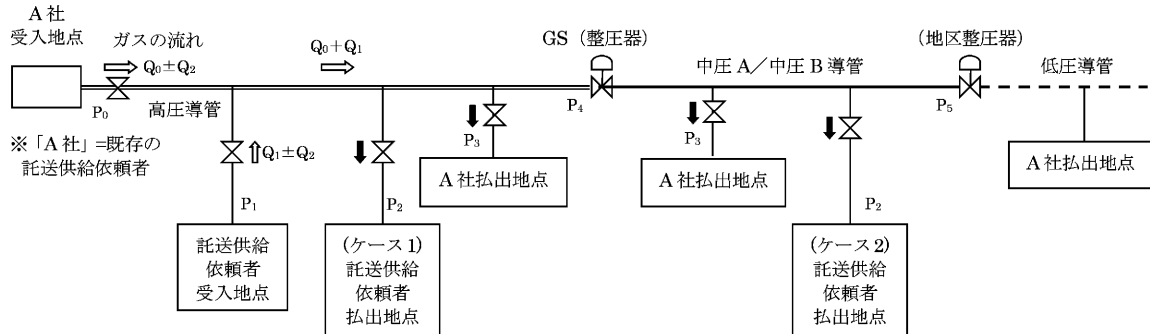 A社
受入地点
ガスの流れ
Q₀±Q₂
Q₀+Q₁
GS(整圧器)
(地区整圧器)
中圧A/中圧B導管
低圧導管
P₀
高圧導管
P₄
P₅
※「A社」=既存の
託送供給依頼者
Q₁±Q₂
P₃
P₃
A社払出地点
A社払出地点
A社払出地点
P₁
P₂
P₂
託送供給
依頼者
受入地点
(ケース1)
託送供給
依頼者
払出地点
(ケース2)
託送供給
依頼者
払出地点